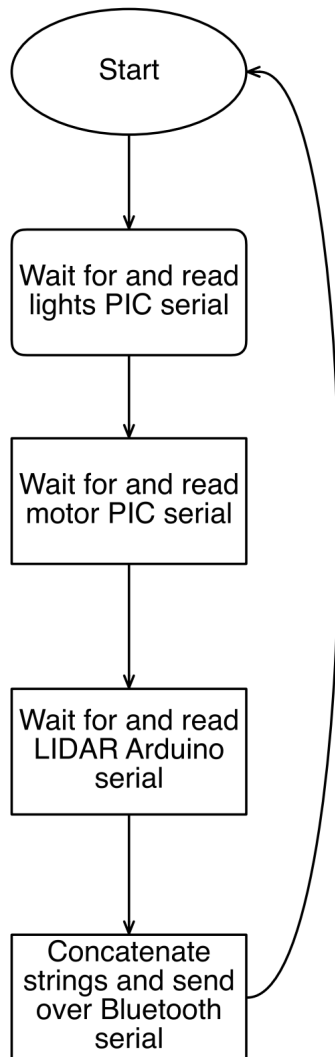 Start
Wait for and read
lights PIC serial
Wait for and read
motor PIC serial
Wait for and read
LIDAR Arduino
serial
Concatenate
strings and send
over Bluetooth
serial